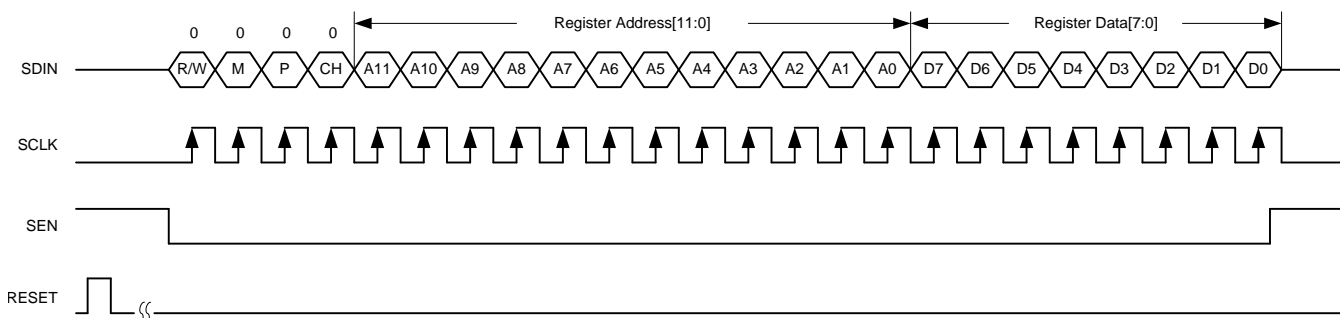 Register Address[11:0] Register Data[7:0]
0 0 0 0
SDIN R/W M P CH A11 A10 A9 A8 A7 A6 A5 A4 A3 A2 A1 A0 D7 D6 D5 D4 D3 D2 D1 D0
SCLK
SEN
RESET